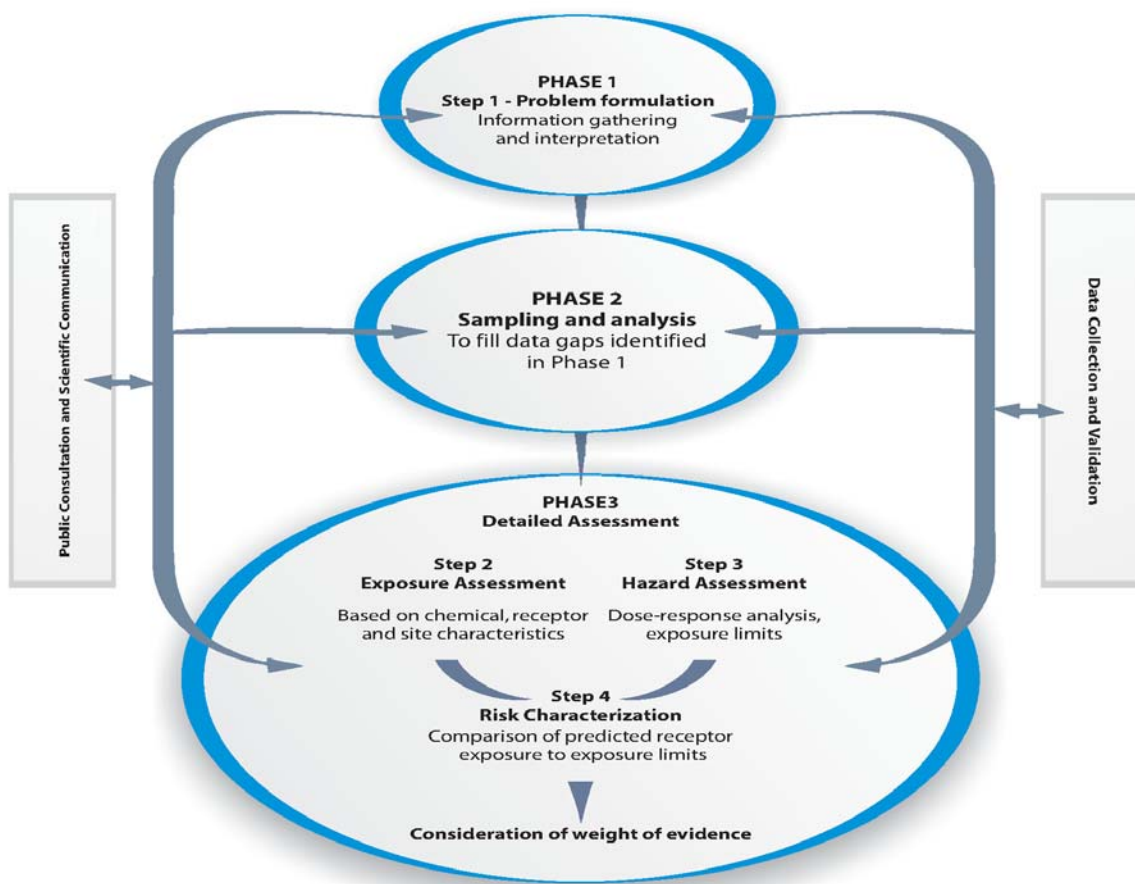 PHASE 1
Step 1 - Problem formulation
Information gathering
and interpretation
Public Consultation and Scientific Communication
Data Collection and Validation
PHASE 2
Sampling and analysis
To fill data gaps identified
in Phase 1
PHASE3
Detailed Assessment
Step 2
Exposure Assessment
Based on chemical, receptor
and site characteristics
Step 3
Hazard Assessment
Dose-response analysis,
exposure limits
Step 4
Risk Characterization
Comparison of predicted receptor
exposure to exposure limits
Consideration of weight of evidence